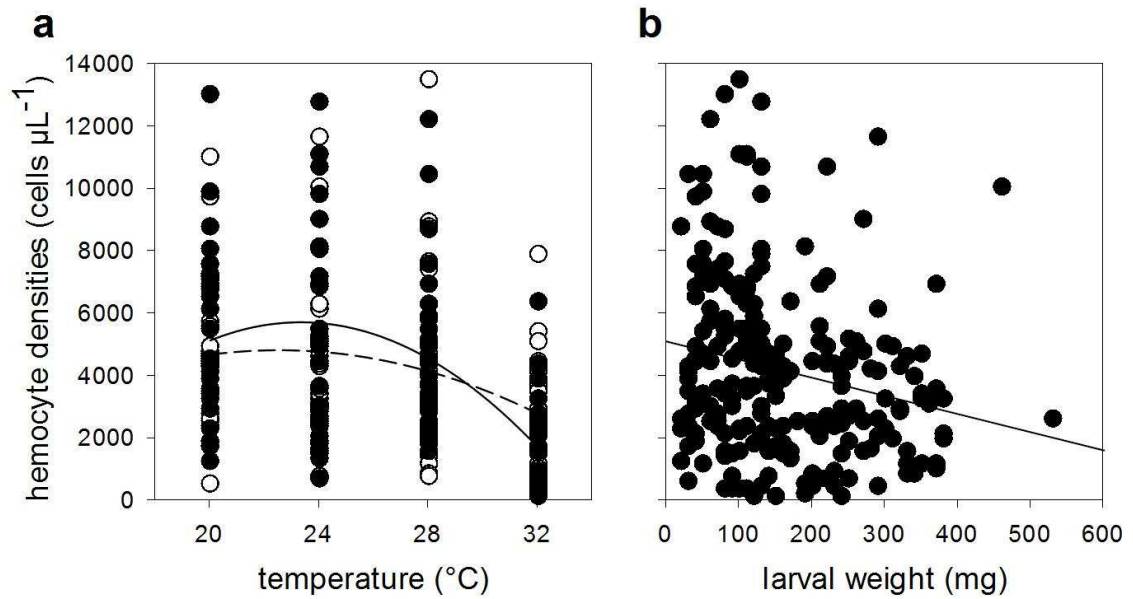 a
b
hemocyte densities (cells µL⁻¹)
14000
12000
10000
8000
6000
4000
2000
0
20 24 28 32
temperature (°C)
0 100 200 300 400 500 600
larval weight (mg)